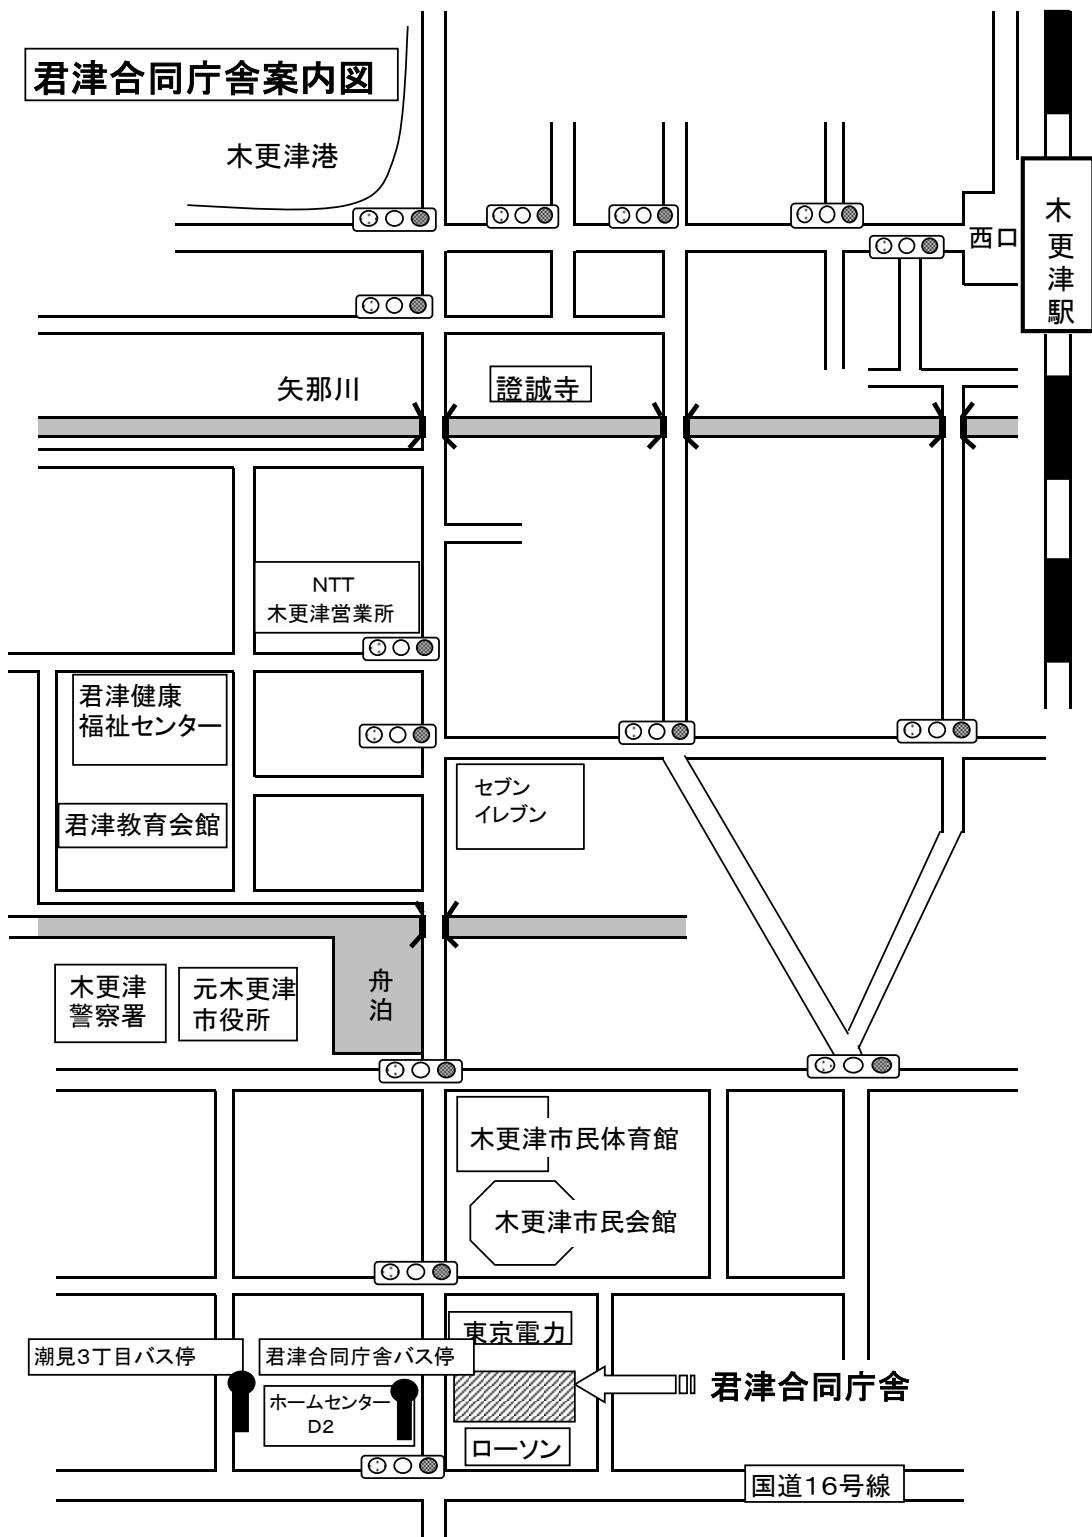 君津合同庁舎案内図
木更津港
西口
木更津駅
矢那川
證誠寺
NTT
木更津営業所
君津健康
福祉センター
セブン
イレブン
君津教育会館
木更津
警察署
元木更津
市役所
舟泊
木更津市民体育館
木更津市民会館
東京電力
潮見3丁目バス停
君津合同庁舎バス停
君津合同庁舎
ホームセンター
D2
ローソン
国道16号線